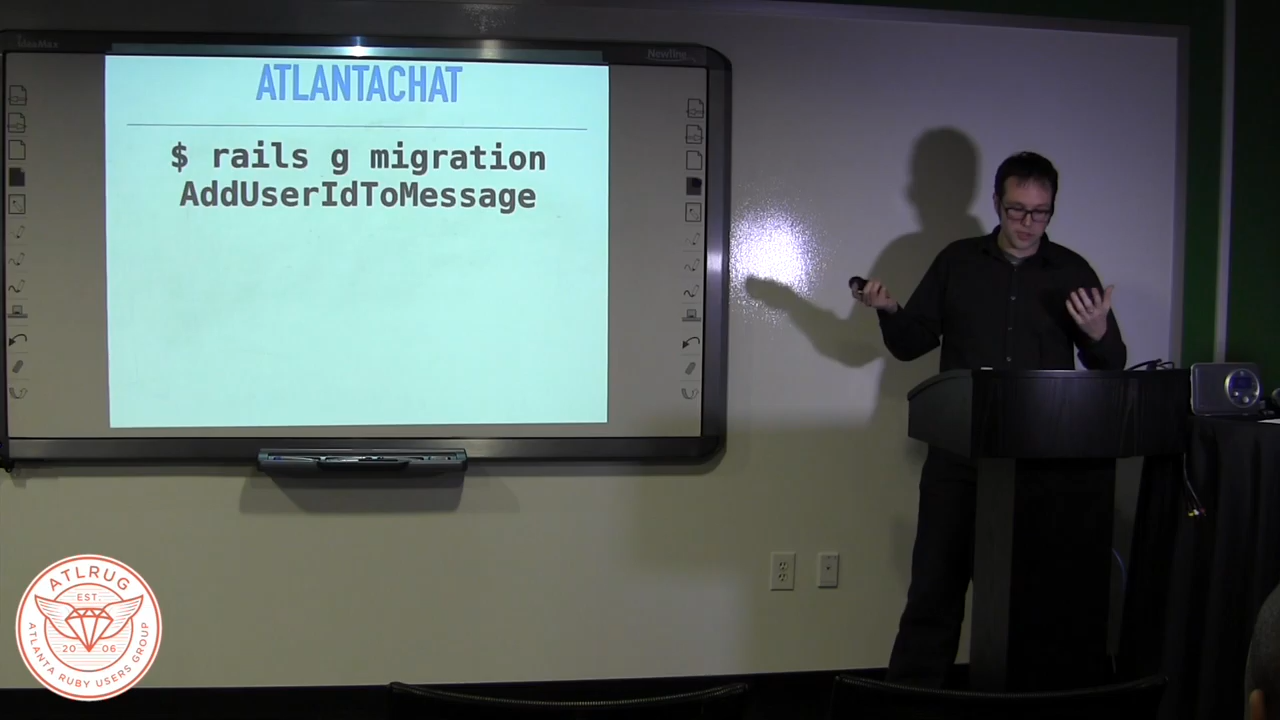 ATLANTACHAT
$ rails g migration
AddUserIdToMessage
ATLRUG
EST.
20 06
ATLANTA RUBY USERS GROUP